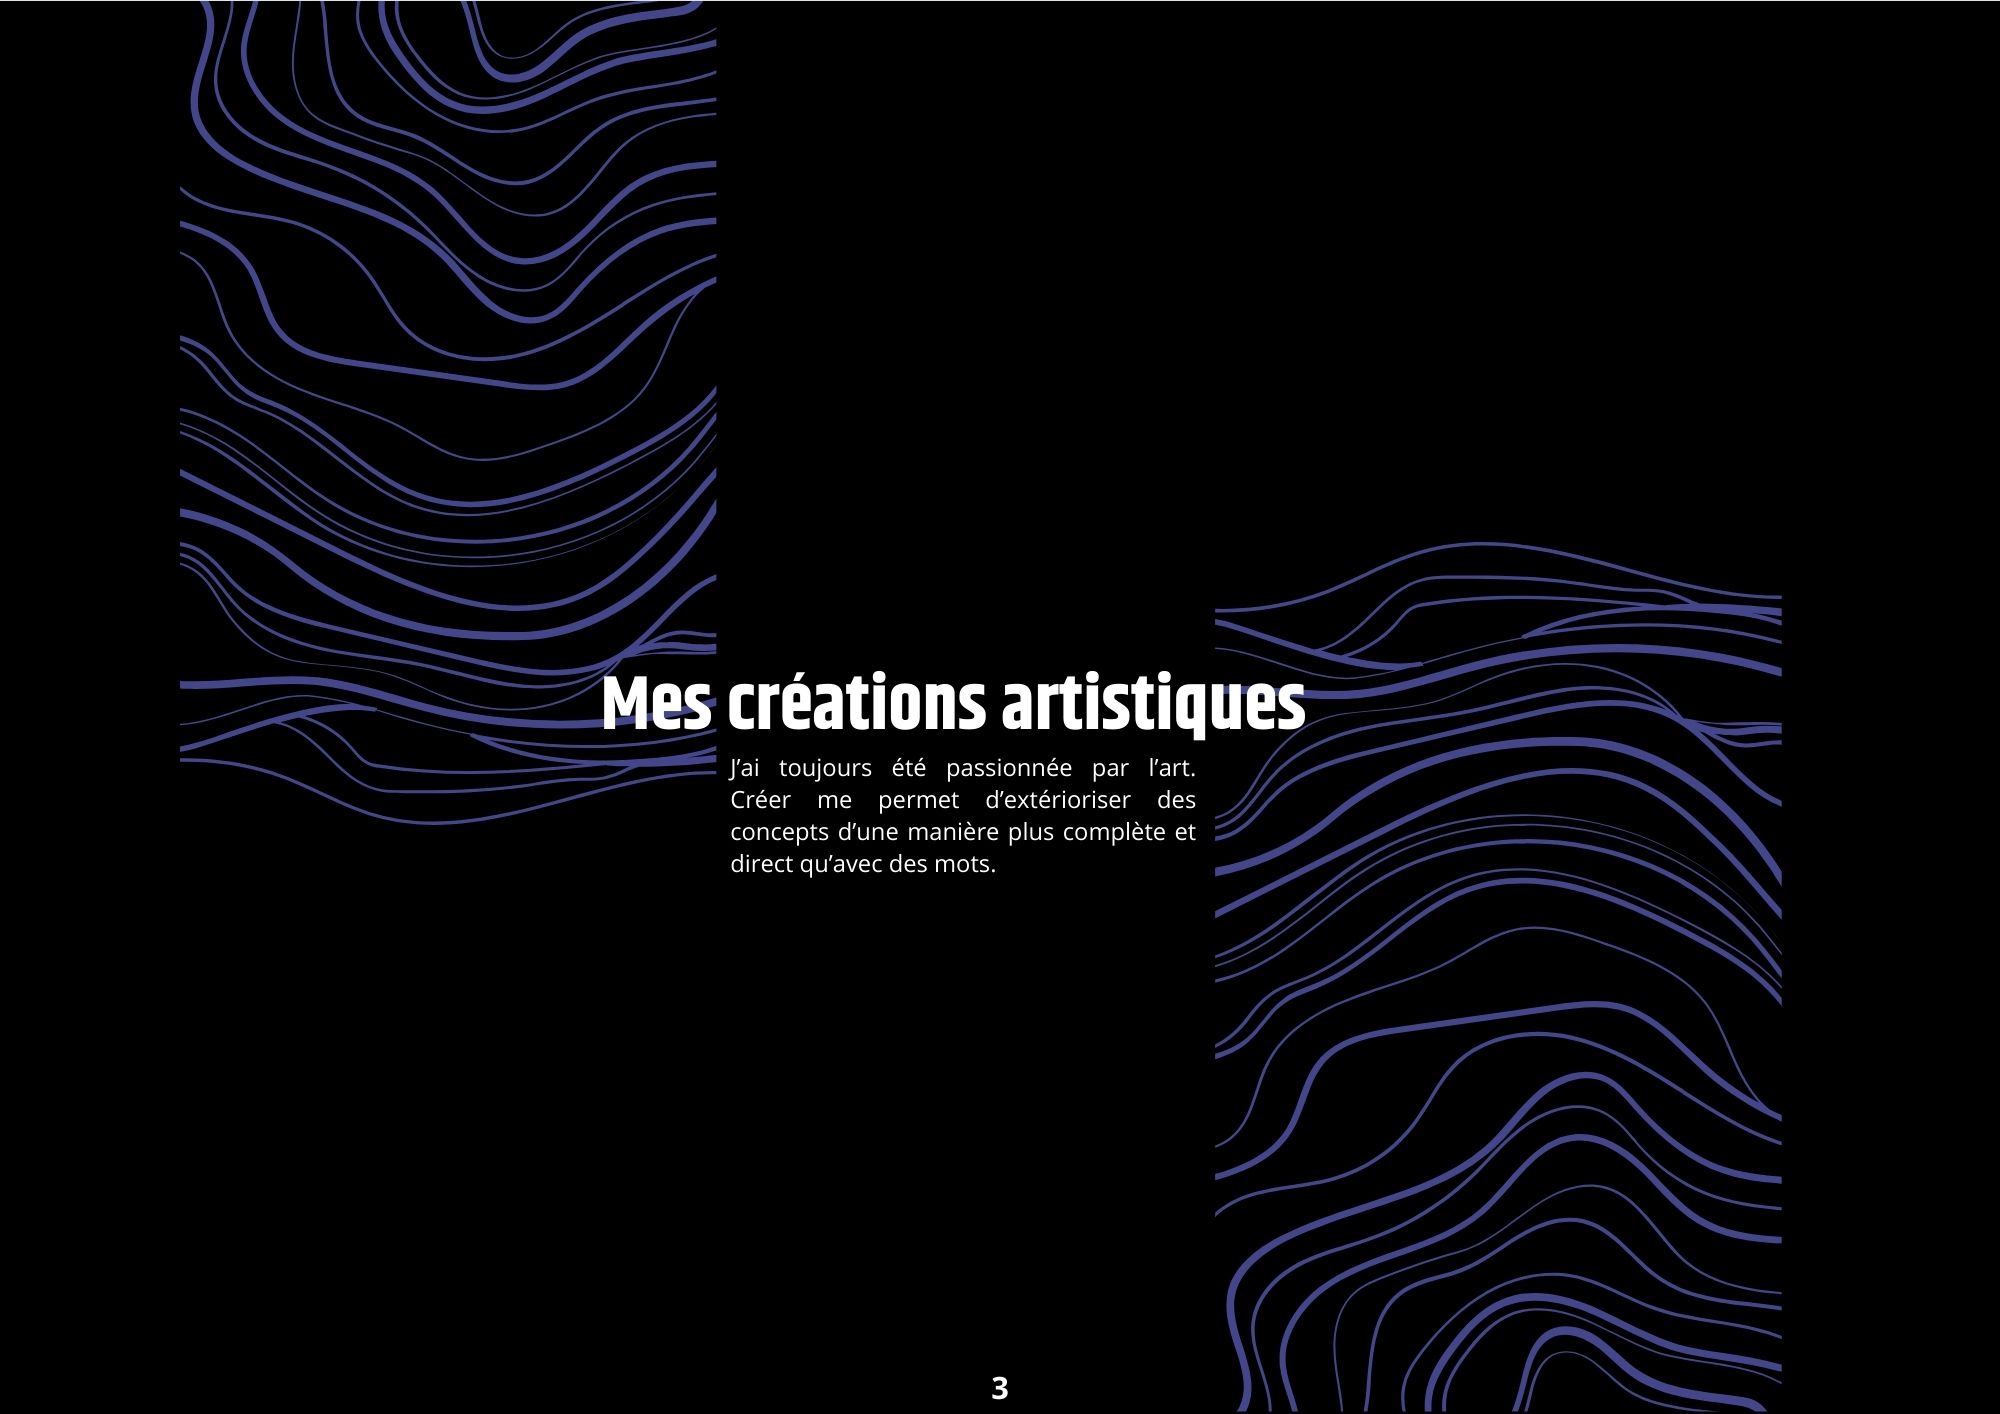 Mes créations artistiques
J’ai toujours été passionnée par l’art.
Créer me permet d’extérioriser des
concepts d’une manière plus complète et
direct qu’avec des mots.
3